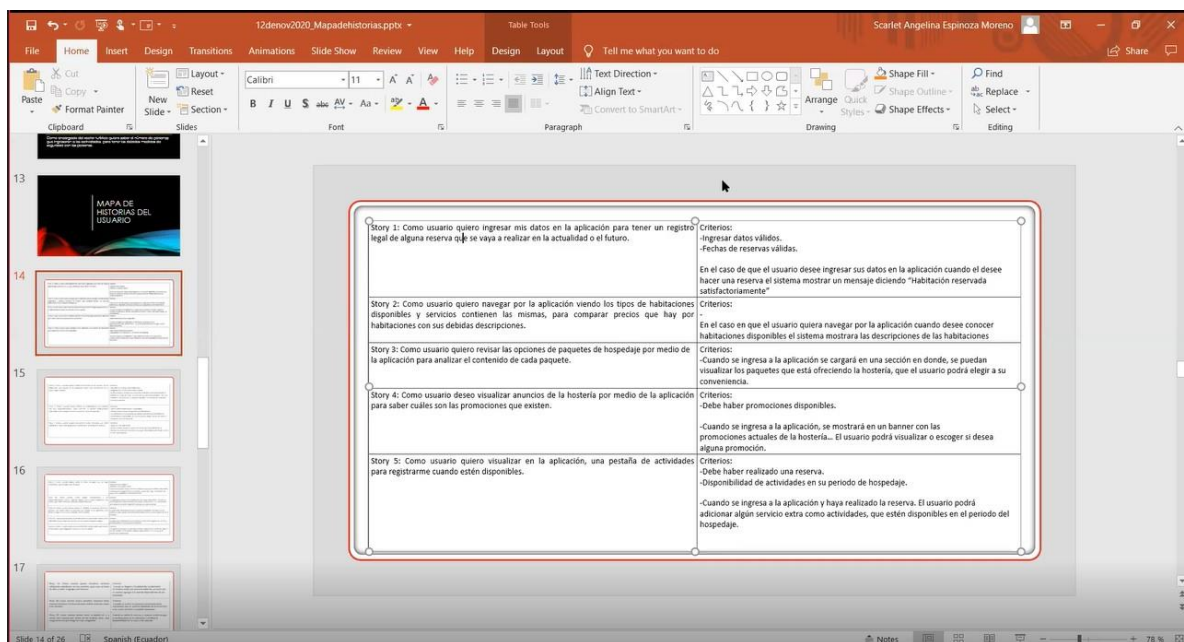 12denov2020_Mapadehistorias.pptx
Table Tools
Scarlet Angelina Espinoza Moreno
File
Home
Insert
Design
Transitions
Animations
Slide Show
Review
View
Help
Design
Layout
Tell me what you want to do
Share
Paste
Cut
Copy
Format Painter
Clipboard
New Slide
Layout
Reset
Section
Slides
Calibri
11
Font
Text Direction
Align Text
Convert to SmartArt
Paragraph
Arrange
Quick Styles
Shape Fill
Shape Outline
Shape Effects
Drawing
Find
Replace
Select
Editing
13
MAPA DE
HISTORIAS DEL
USUARIO
14
15
16
17
Story 1: Como usuario quiero ingresar mis datos en la aplicación para tener un registro
legal de alguna reserva que se vaya a realizar en la actualidad o el futuro.
Criterios:
-Ingresar datos válidos.
-Fechas de reservas válidas.
En el caso de que el usuario desee ingresar sus datos en la aplicación cuando el desee
hacer una reserva el sistema mostrar un mensaje diciendo “Habitación reservada
satisfactoriamente”
Story 2: Como usuario quiero navegar por la aplicación viendo los tipos de habitaciones
disponibles y servicios contienen las mismas, para comparar precios que hay por
habitaciones con sus debidas descripciones.
Criterios:
-
En el caso en que el usuario quiera navegar por la aplicación cuando desee conocer
habitaciones disponibles el sistema mostrara las descripciones de las habitaciones
Story 3: Como usuario quiero revisar las opciones de paquetes de hospedaje por medio de
la aplicación para analizar el contenido de cada paquete.
Criterios:
-Cuando se ingresa a la aplicación se cargará en una sección en donde, se puedan
visualizar los paquetes que está ofreciendo la hostería, que el usuario podrá elegir a su
conveniencia.
Story 4: Como usuario deseo visualizar anuncios de la hostería por medio de la aplicación
para saber cuáles son las promociones que existen.
Criterios:
-Debe haber promociones disponibles.
-Cuando se ingresa a la aplicación, se mostrará en un banner con las
promociones actuales de la hostería… El usuario podrá visualizar o escoger si desea
alguna promoción.
Story 5: Como usuario quiero visualizar en la aplicación, una pestaña de actividades
para registrarme cuando estén disponibles.
Criterios:
-Debe haber realizado una reserva.
-Disponibilidad de actividades en su periodo de hospedaje.
-Cuando se ingresa a la aplicación y haya realizado la reserva. El usuario podrá
adicionar algún servicio extra como actividades, que estén disponibles en el periodo del
hospedaje.
Slide 14 of 26
Spanish (Ecuador)
Notes
78 %